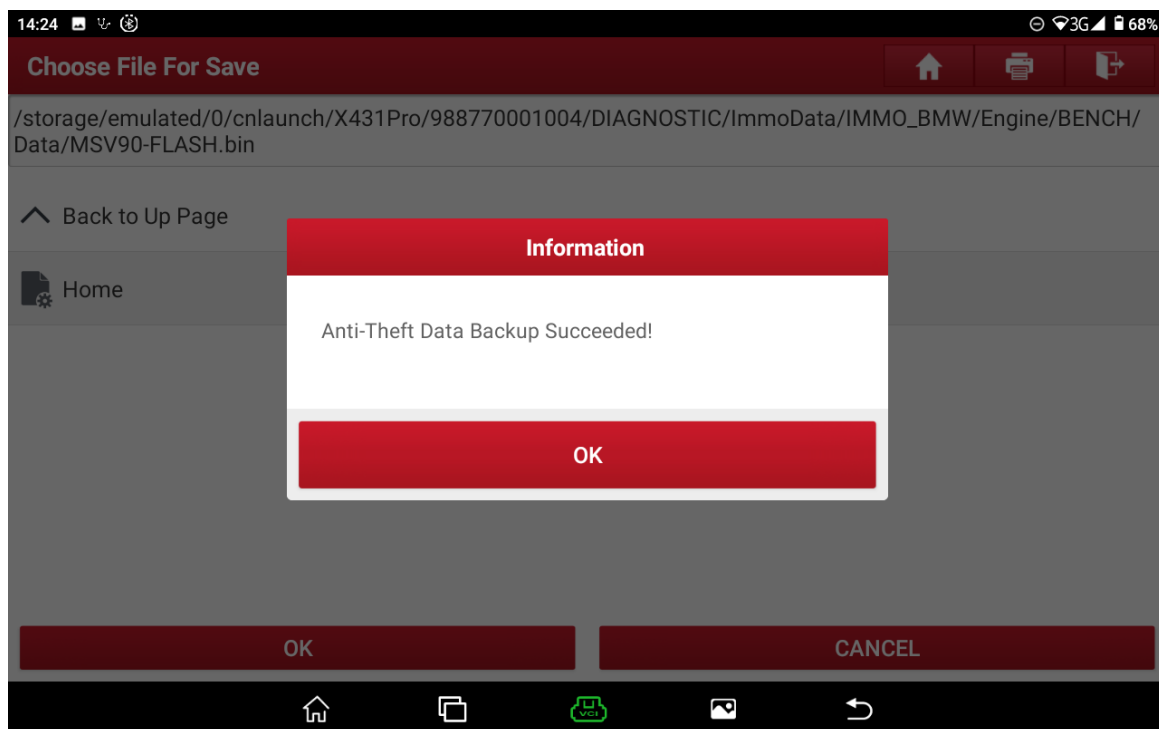 14:24
3G 68%
Choose File For Save
/storage/emulated/0/cnlaunch/X431Pro/988770001004/DIAGNOSTIC/ImmoData/IMMO_BMW/Engine/BENCH/
Data/MSV90-FLASH.bin
Back to Up Page
Information
Home
Anti-Theft Data Backup Succeeded!
OK
OK
CANCEL
VCI